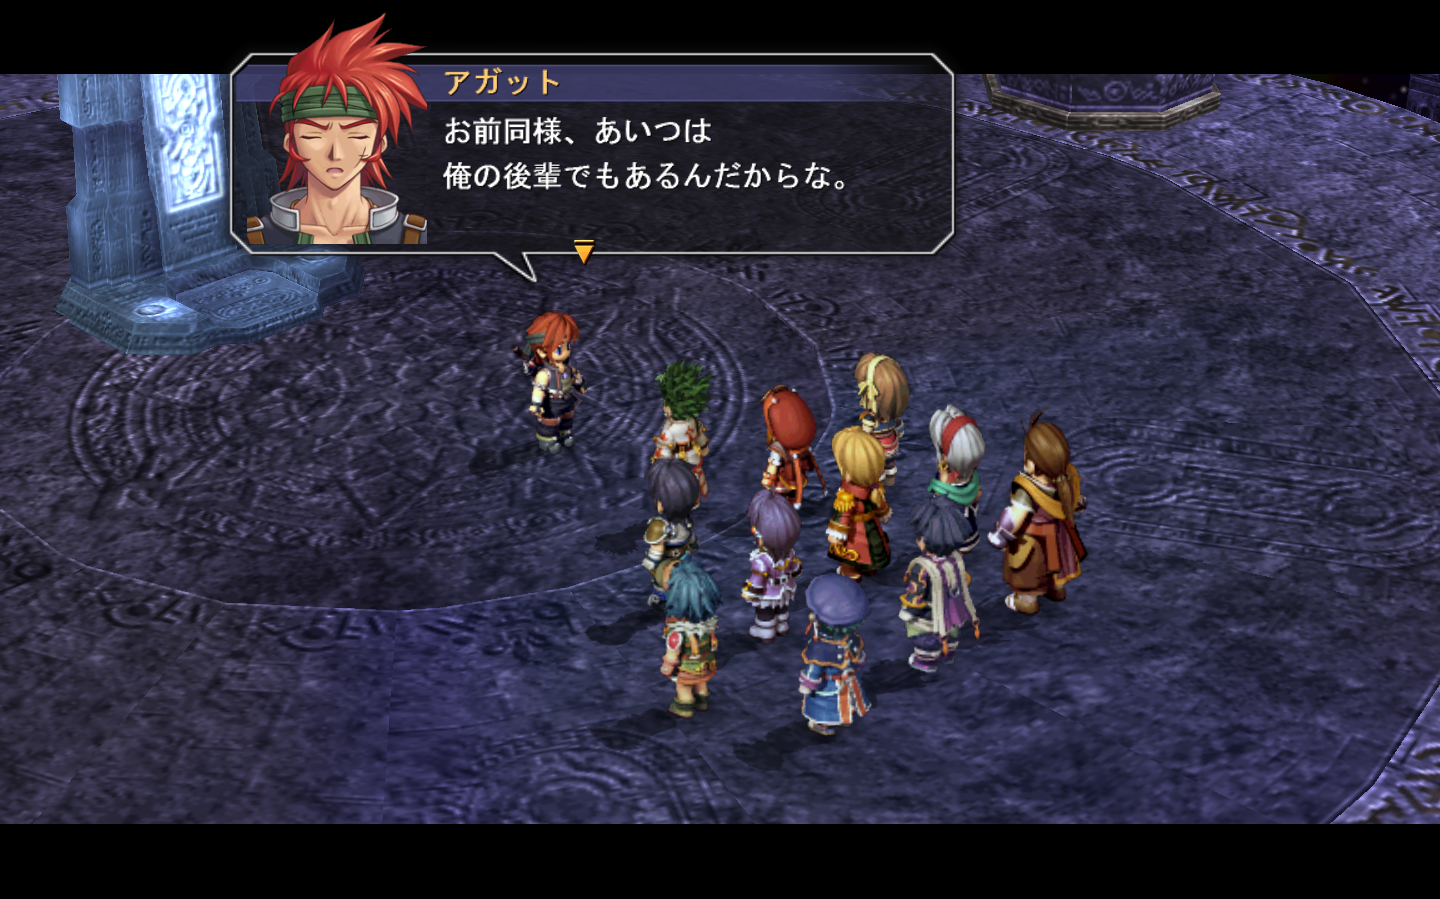 アガット
お前同様、あいつは
俺の後輩でもあるんだからな。